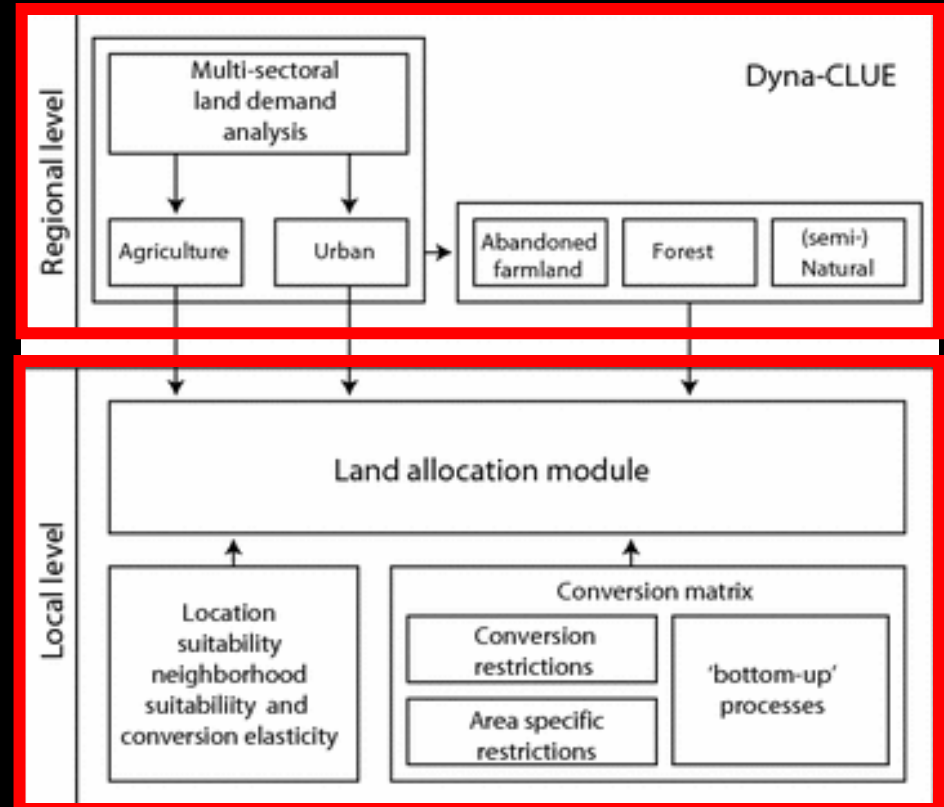 Regional level
Dyna-CLUE
Multi-sectoral
land demand
analysis
Agriculture
Urban
Abandoned
farmland
Forest
(semi-)
Natural
Local level
Land allocation module
Location
suitability
neighborhood
suitabiliity and
conversion elasticity
Conversion matrix
Conversion
restrictions
Area specific
restrictions
'bottom-up'
processes